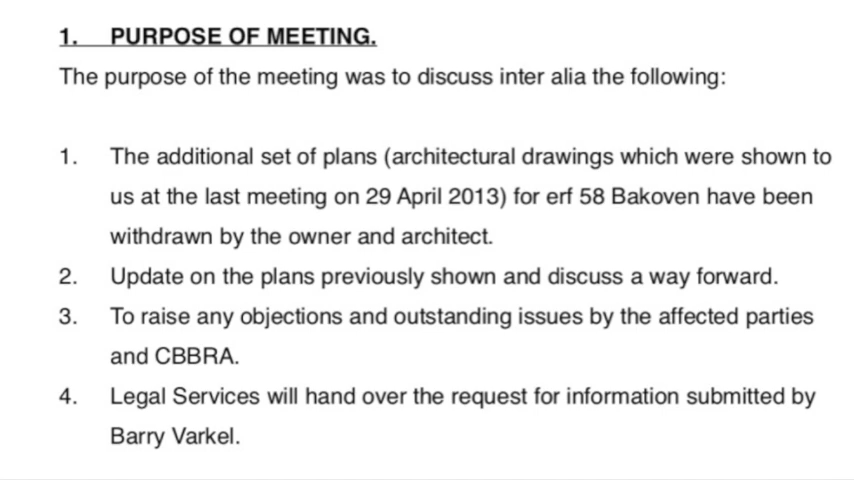 1. PURPOSE OF MEETING.
The purpose of the meeting was to discuss inter alia the following:
1. The additional set of plans (architectural drawings which were shown to
us at the last meeting on 29 April 2013) for erf 58 Bakoven have been
withdrawn by the owner and architect.
2. Update on the plans previously shown and discuss a way forward.
3. To raise any objections and outstanding issues by the affected parties
and CBBRA.
4. Legal Services will hand over the request for information submitted by
Barry Varkel.